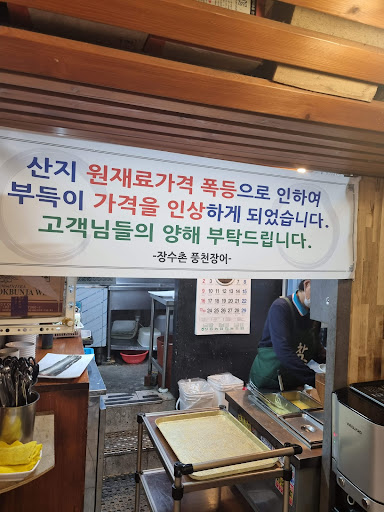 산지 원재료가격 폭등으로 인하여
부득이 가격을 인상하게 되었습니다.
고객님들의 양해 부탁드립니다.
-장수촌 풍천장어-